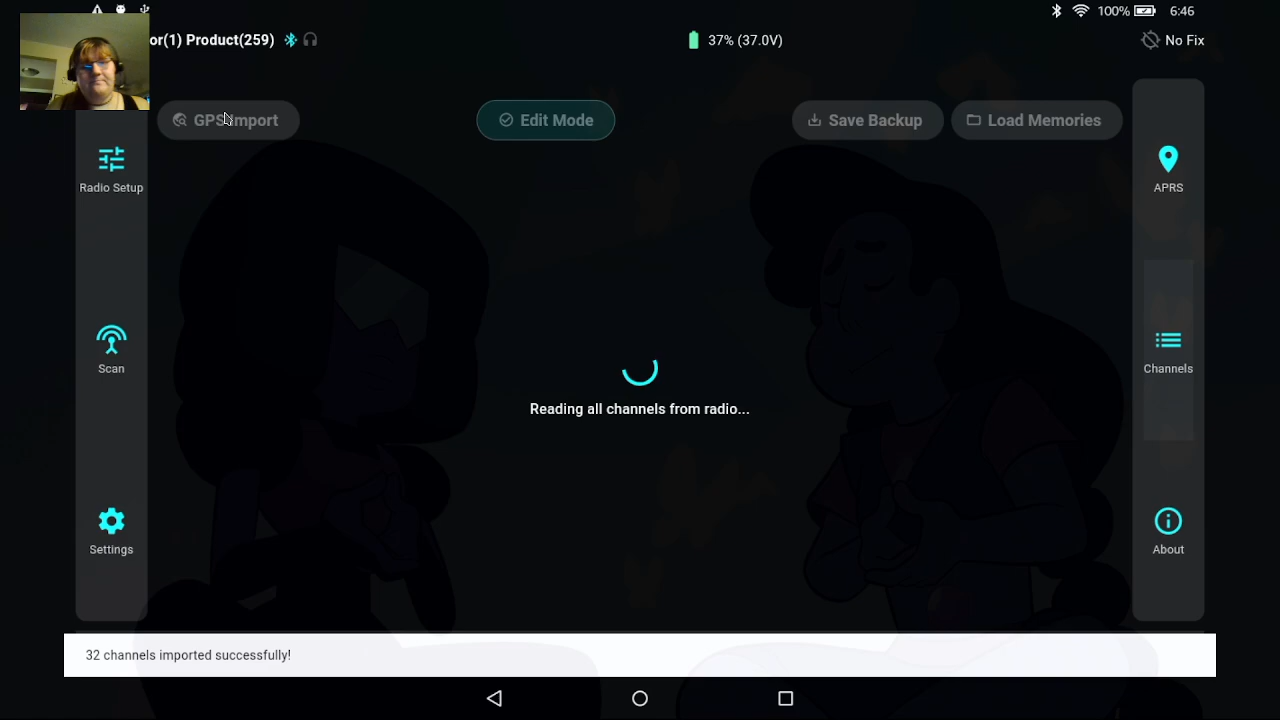 100% 6:46
or(1) Product(259)
37% (37.0V)
No Fix
GPS Import
Edit Mode
Save Backup
Load Memories
Radio Setup
APRS
Scan
Channels
Reading all channels from radio...
Settings
About
32 channels imported successfully!